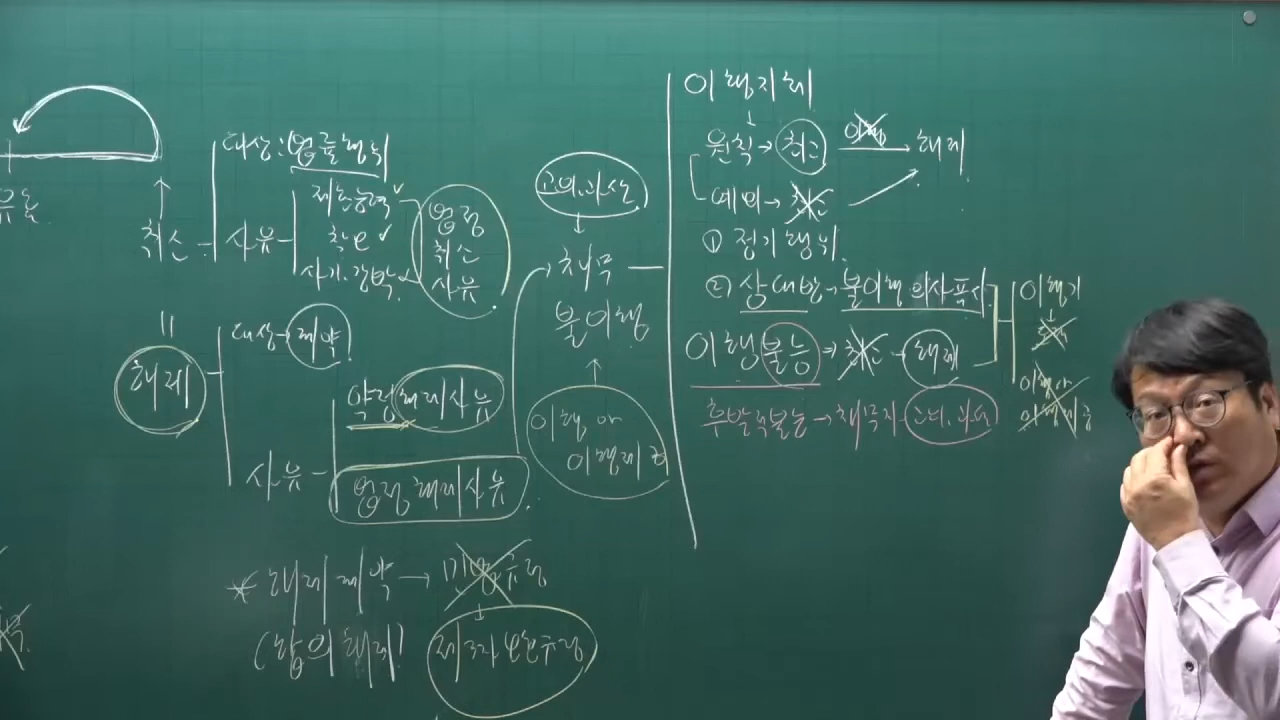 취소
대상:법률행위
사유
제한능력
착오
사기.강박
법정
취소
사유
해제
대상→계약
사유
약정해제사유
법정해제사유
* 해제계약→민법규정
(합의해제)
제3자보호규정
고의.과실
채무
불이행
이행지체
원칙→최고 이행 해제
예외→최고
① 정기행위
② 상대방→불이행의사표시
이행불능→최고→해제
후발적불능→채무자 고의.과실
이행기